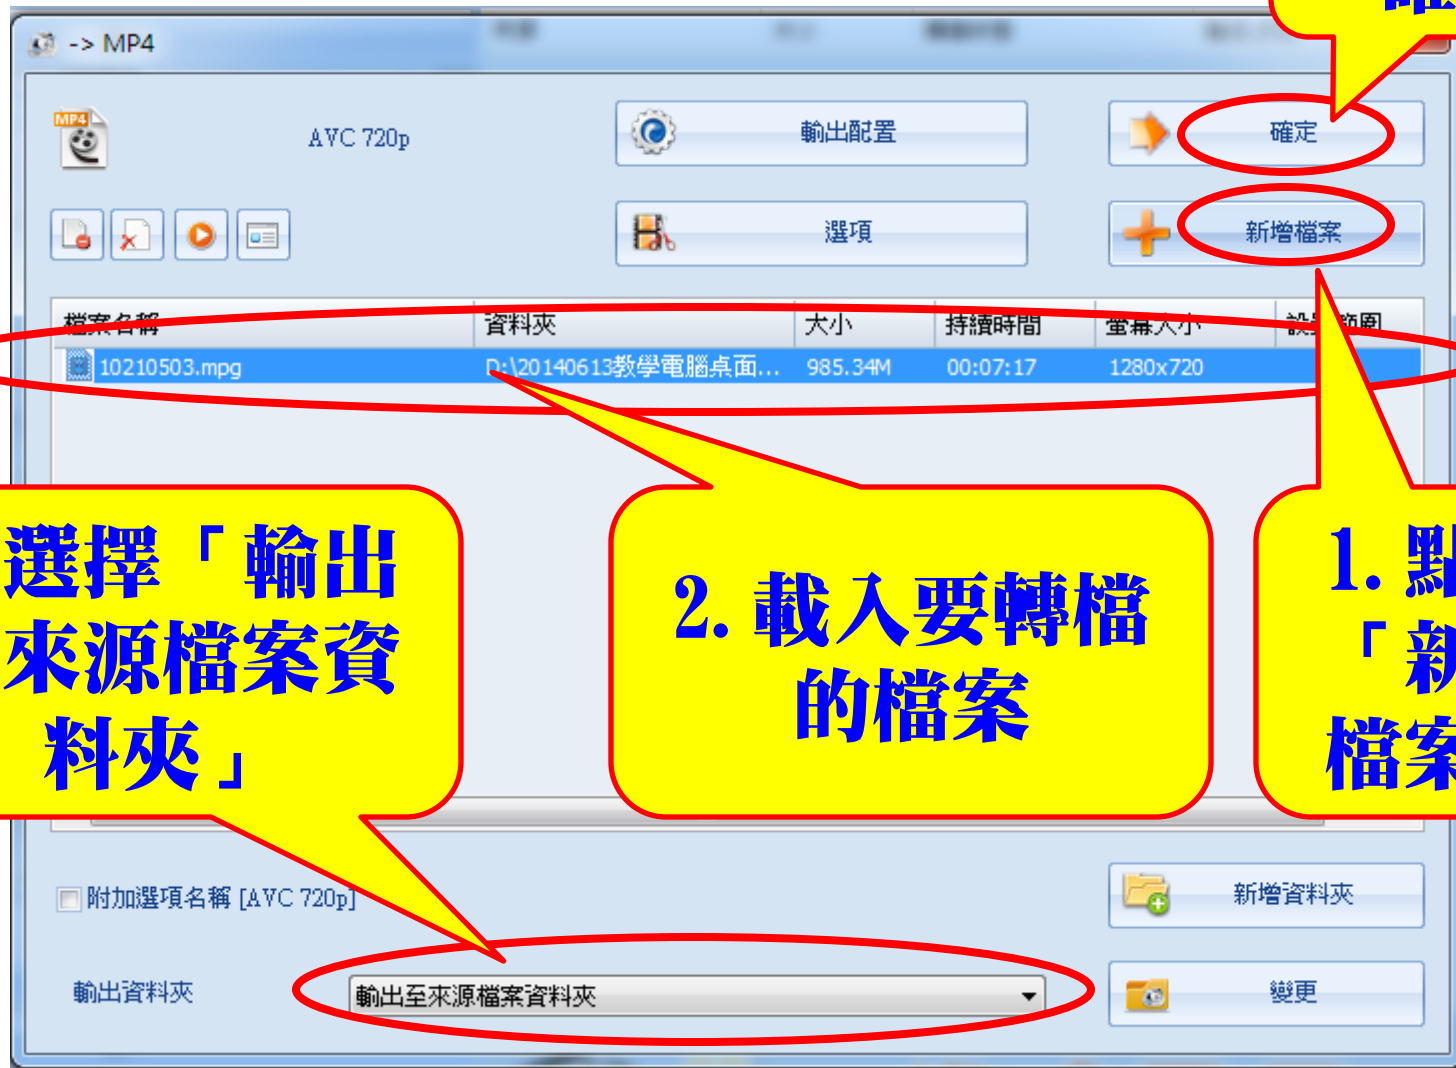 -> MP4
AVC 720p
輸出配置
確定
選項
新增檔案
檔案名稱 資料夾 大小 持續時間 螢幕大小
10210503.mpg D:\20140613教學電腦桌面... 985.34M 00:07:17 1280x720
選擇「輸出
來源檔案資
料夾」
2. 載入要轉檔
的檔案
1. 點
「新
檔案
附加選項名稱 [AVC 720p]
新增資料夾
輸出資料夾
輸出至來源檔案資料夾
變更